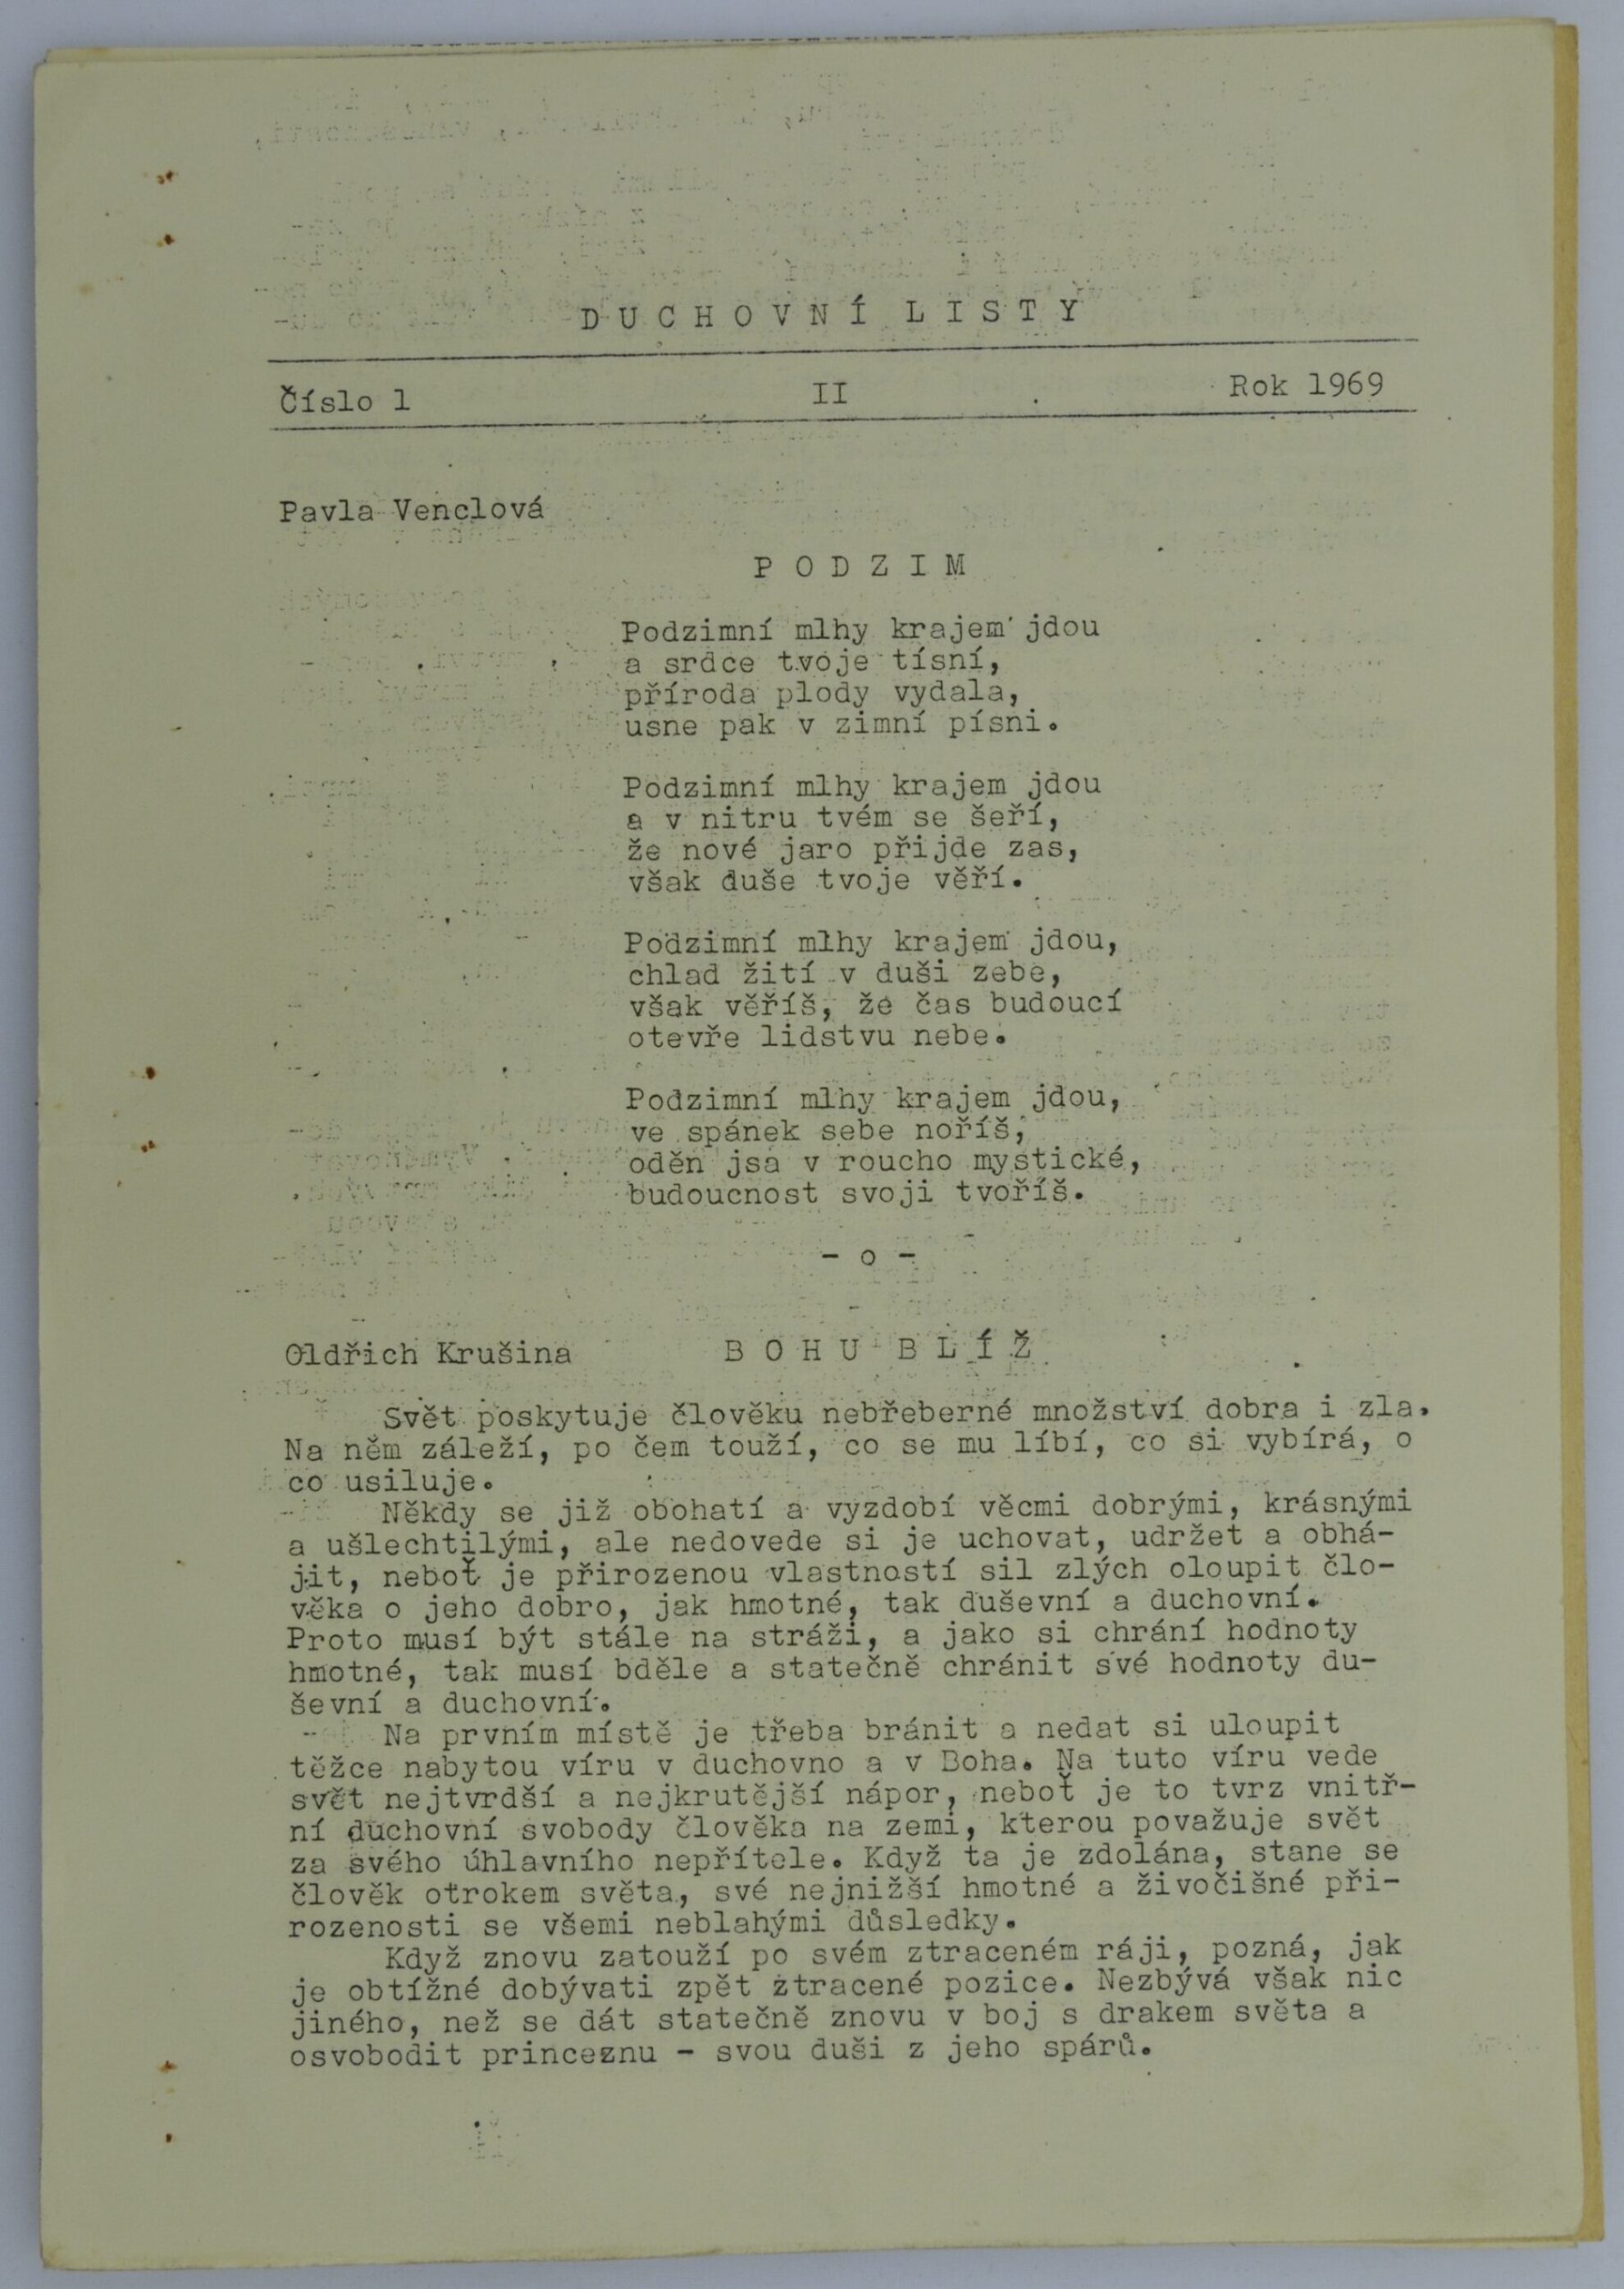 DUCHOVNÍ LISTY
Číslo 1 II Rok 1969
Pavla Venclová
PODZIM
Podzimní mlhy krajem jdou
a srdce tvoje tísní,
příroda plody vydala,
usne pak v zimní písni.
Podzimní mlhy krajem jdou
a v nitru tvém se šeří,
že nové jaro přijde zas,
však duše tvoje věří.
Podzimní mlhy krajem jdou,
chlad žití v duši zebe,
však věříš, že čas budoucí
otevře lidstvu nebe.
Podzimní mlhy krajem jdou,
ve spánek sebe noříš,
oděn jsa v roucho mystické,
budoucnost svoji tvoříš.
- o -
Oldřich Krušina BOHU BLÍŽ
Svět poskytuje člověku nebřeberné množství dobra i zla.
Na něm záleží, po čem touží, co se mu líbí, co si vybírá, o
co usiluje.
Někdy se již obohatí a vyzdobí věcmi dobrými, krásnými
a ušlechtilými, ale nedovede si je uchovat, udržet a obhá-
jit, neboť je přirozenou vlastností sil zlých oloupit člo-
věka o jeho dobro, jak hmotné, tak duševní a duchovní.
Proto musí být stále na stráži, a jako si chrání hodnoty
hmotné, tak musí bděle a statečně chránit své hodnoty du-
ševní a duchovní.
Na prvním místě je třeba bránit a nedat si uloupit
těžce nabytou víru v duchovno a v Boha. Na tuto víru vede
svět nejtvrdší a nejkrutější nápor, neboť je to tvrz vnitř-
ní duchovní svobody člověka na zemi, kterou považuje svět
za svého úhlavního nepřítele. Když ta je zdolána, stane se
člověk otrokem světa, své nejnižší hmotné a živočišné při-
rozenosti se všemi neblahými důsledky.
Když znovu zatouží po svém ztraceném ráji, pozná, jak
je obtížné dobývati zpět ztracené pozice. Nezbývá však nic
jiného, než se dát statečně znovu v boj s drakem světa a
osvobodit princeznu - svou duši z jeho spárů.